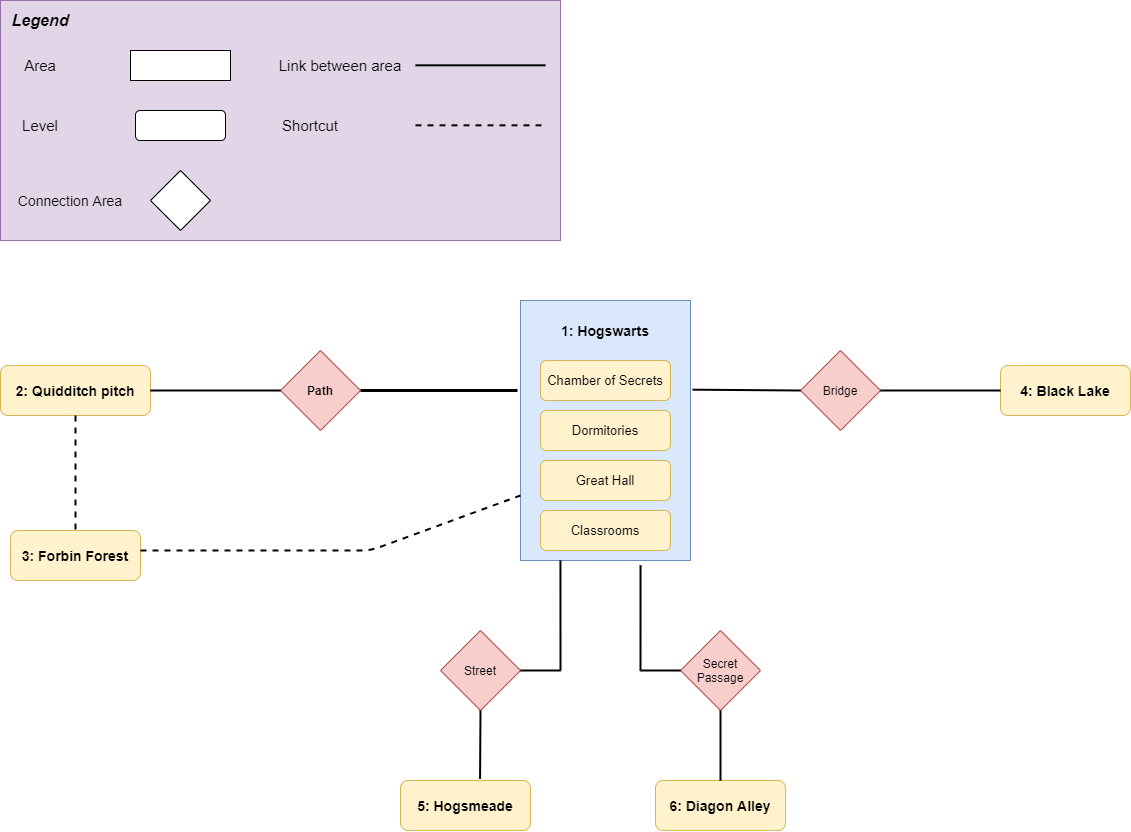 Legend
Area
Link between area
Level
Shortcut
Connection Area
1: Hogswarts
Chamber of Secrets
2: Quidditch pitch
Path
Bridge
4: Black Lake
Dormitories
Great Hall
Classrooms
3: Forbin Forest
Street
Secret
Passage
5: Hogsmeade
6: Diagon Alley